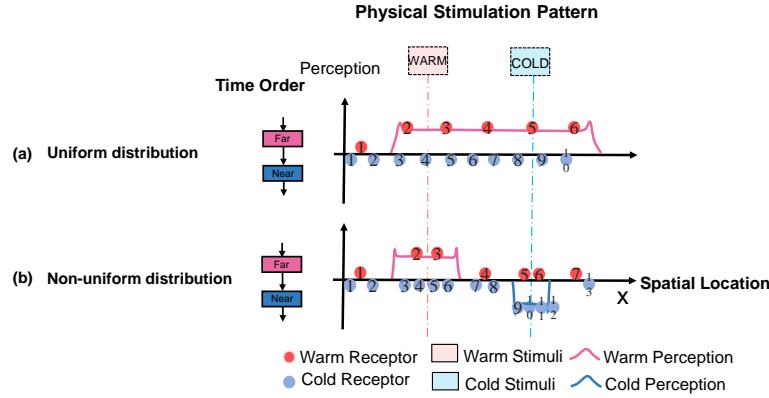 Physical Stimulation Pattern
WARM
COLD
Perception
Time Order
Far
Near
(a) Uniform distribution
1 2 3 4 5 6
1 2 3 4 5 6 7 8 9 10
Far
Near
(b) Non-uniform distribution
1 2 3 4 5 6 7
1 2 3 4 5 6 7 8 9 10 11 12 13
Spatial Location
X
Warm Receptor
Warm Stimuli
Warm Perception
Cold Receptor
Cold Stimuli
Cold Perception